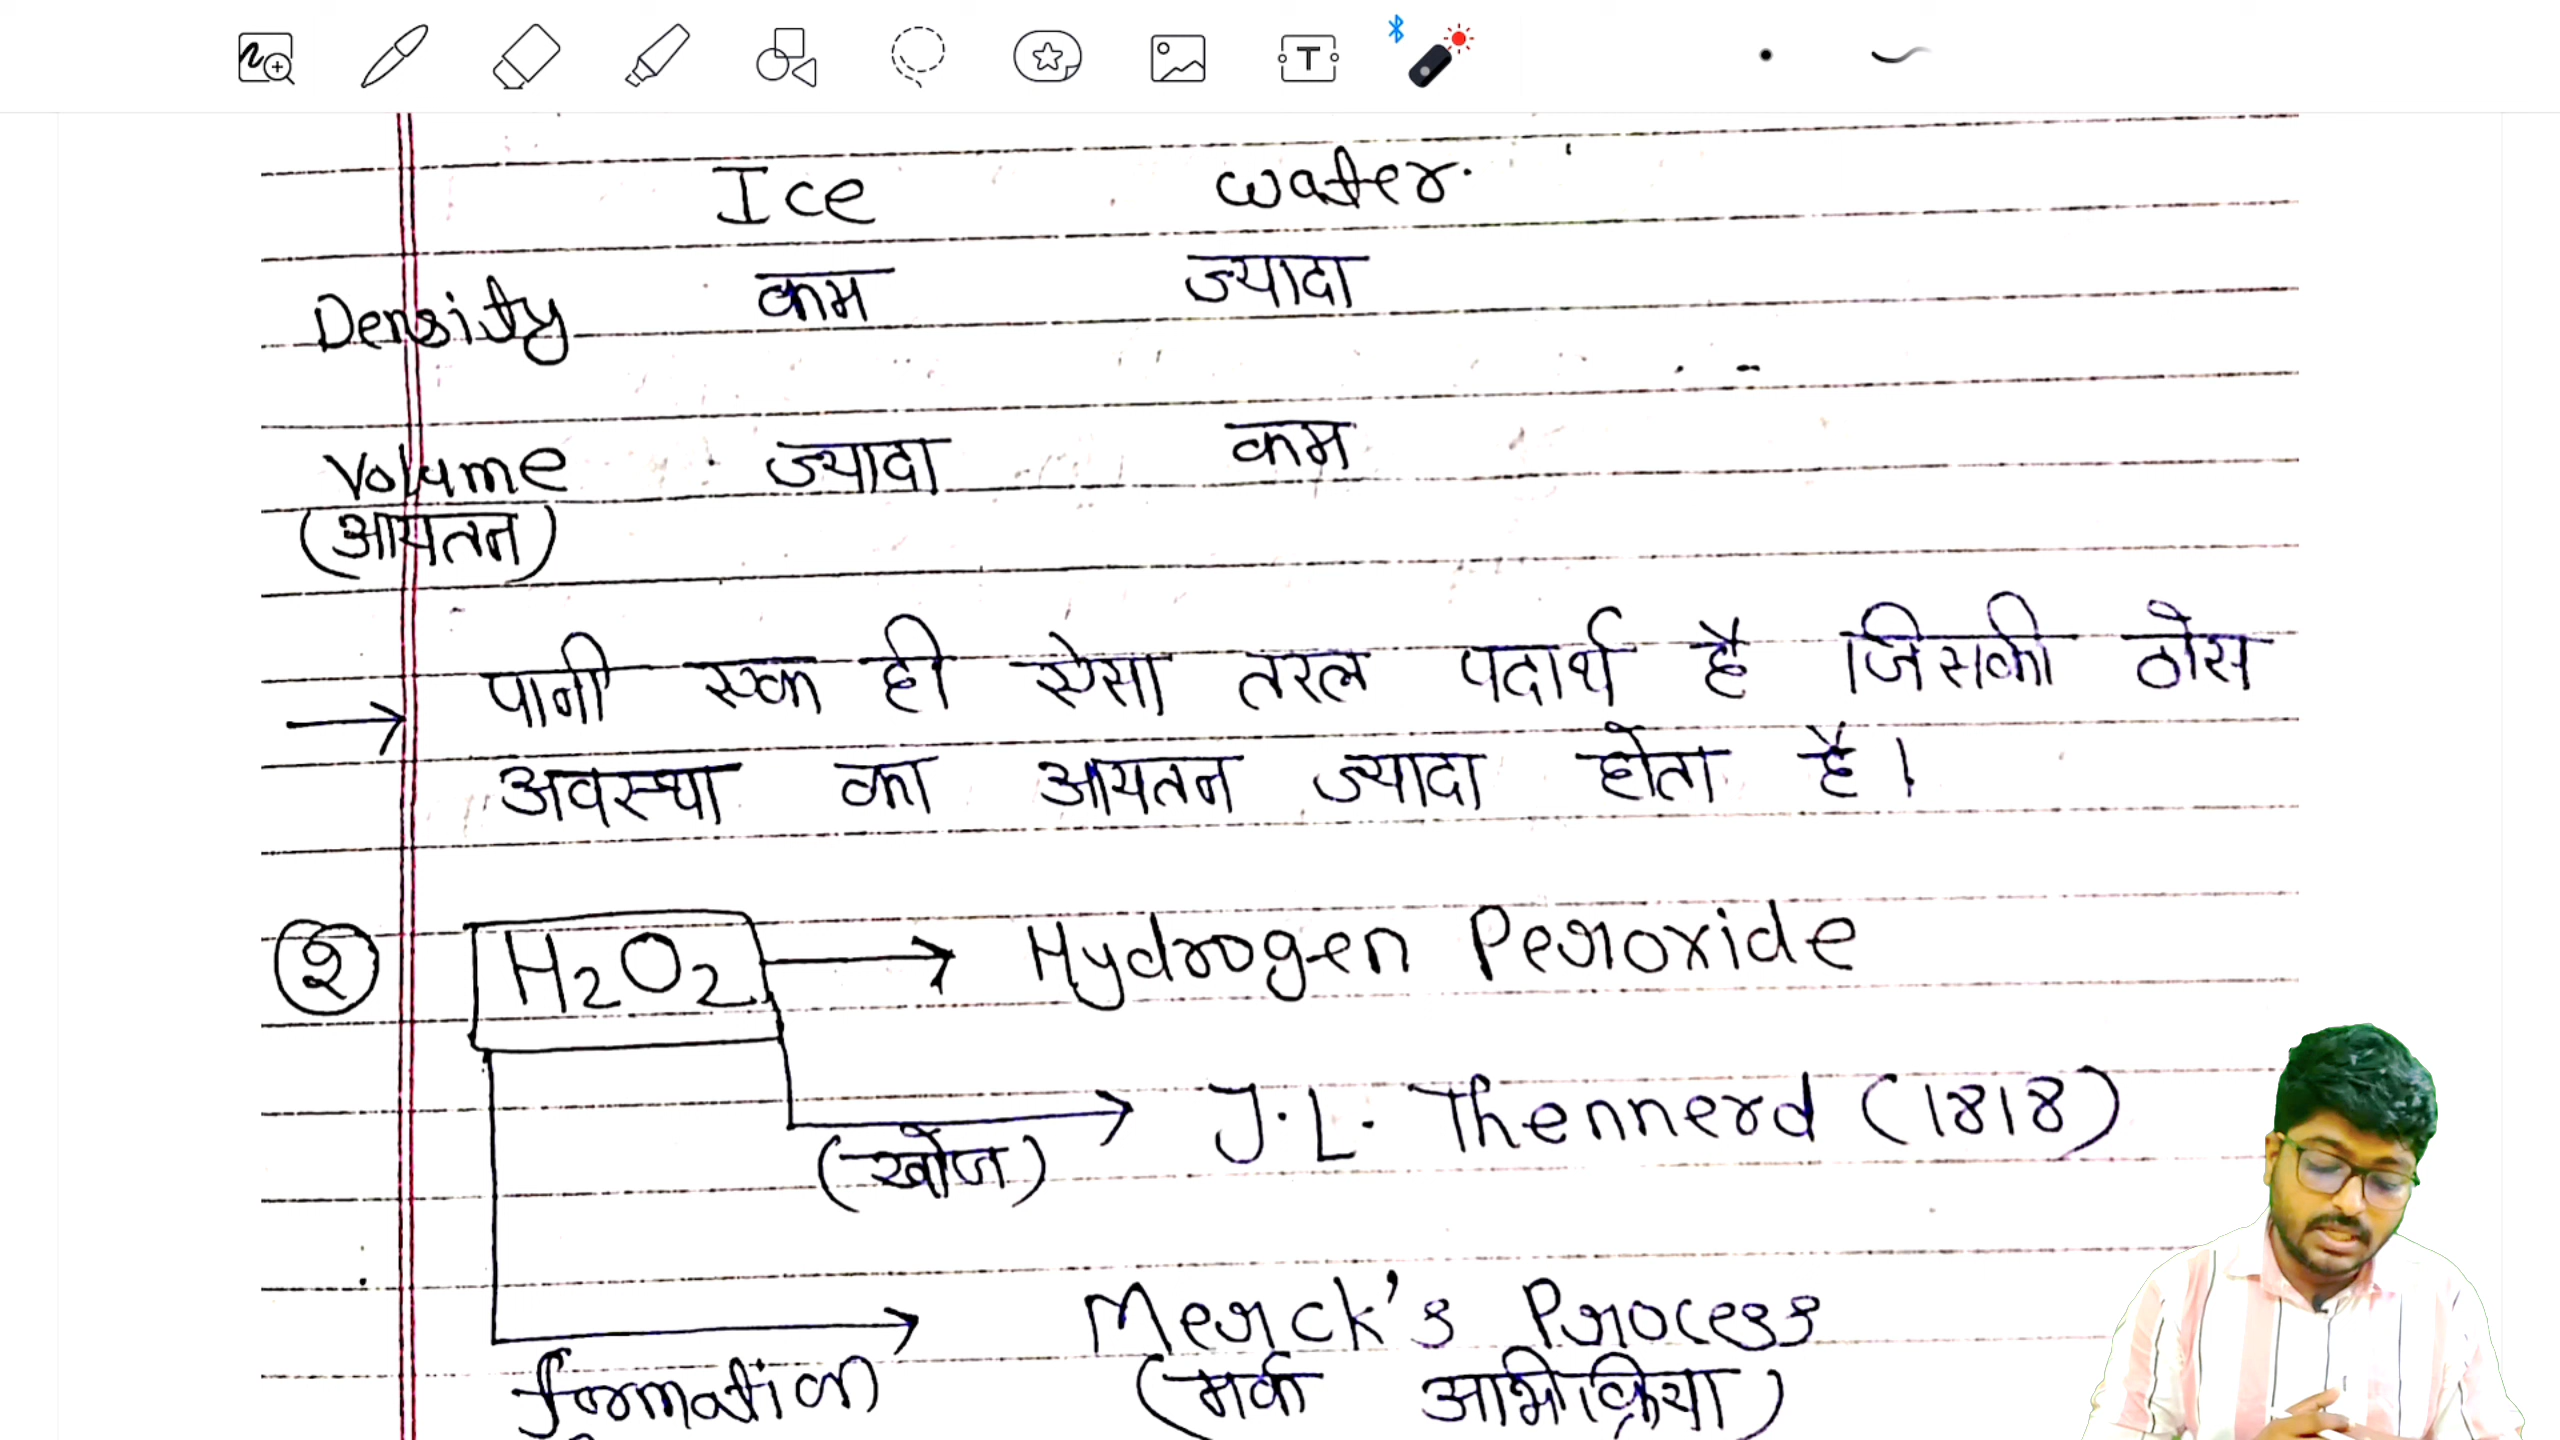 Ice water.
Density कम ज्यादा
Volume ज्यादा कम
(आयतन)
→ पानी एक ही ऐसा तरल पदार्थ है जिसकी ठोस
अवस्था का आयतन ज्यादा होता है।
② H₂O₂ → Hydrogen Peroxide
(खोज) → J.L. Thennerd (1818)
formation → Merck's Process
(मर्क अभिक्रिया)